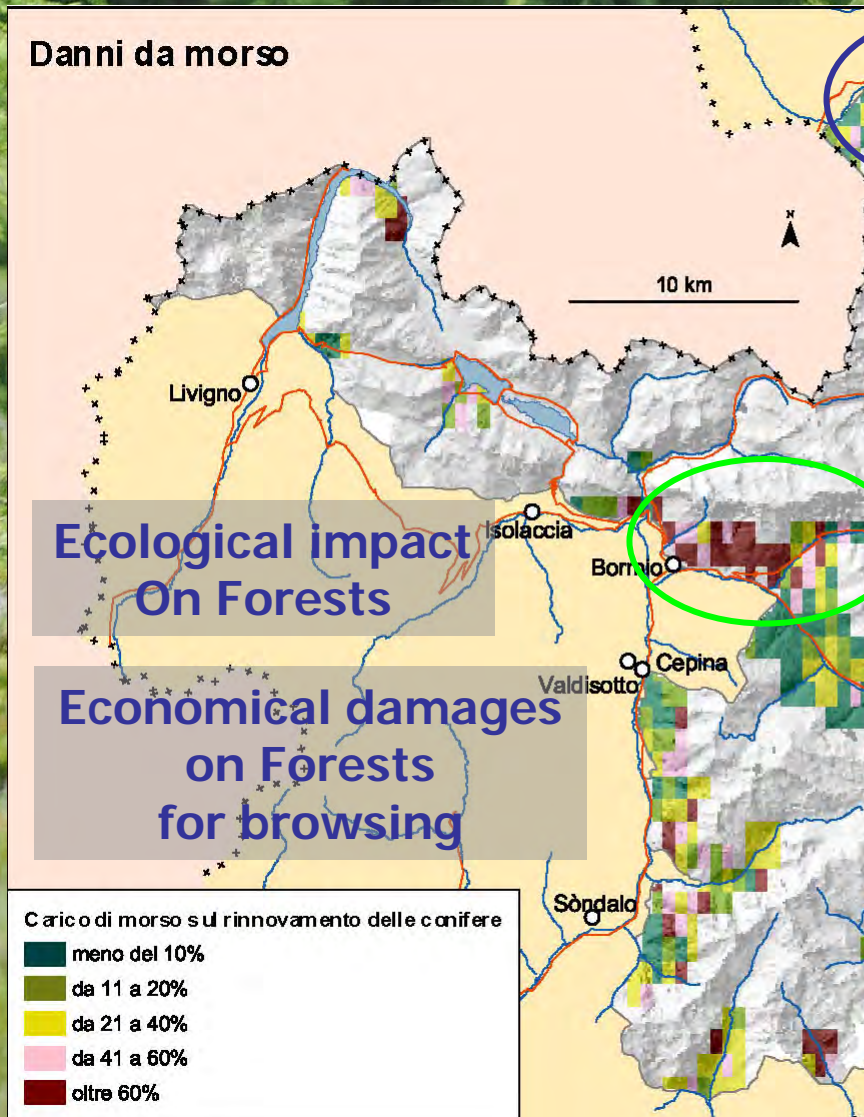 Danni da morso
N
10 km
Livigno
Isolaccia
Bormio
Ecological impact
On Forests
Cepina
Valdisotto
Economical damages
on Forests
for browsing
Sòndalo
Carico di morso sul rinnovamento delle conifere
meno del 10%
da 11 a 20%
da 21 a 40%
da 41 a 60%
oltre 60%